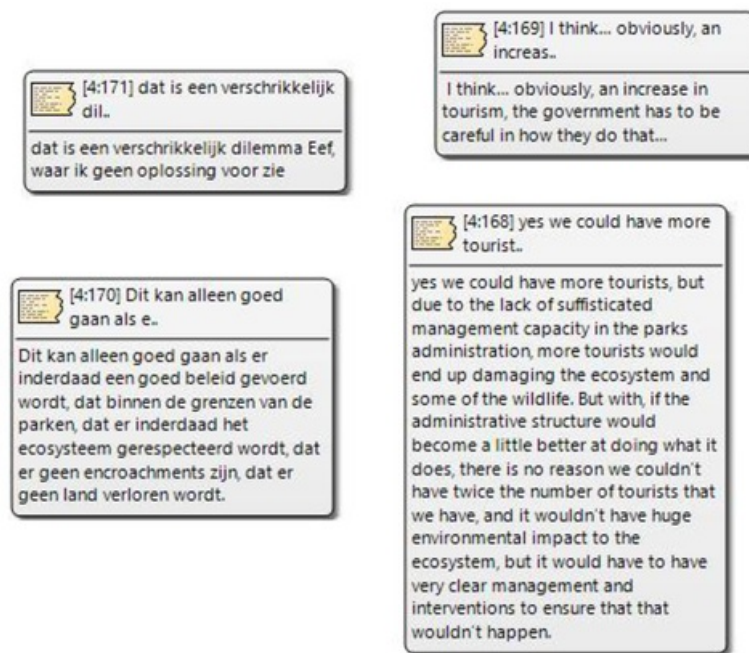 [4:171] dat is een verschrikkelijk
dil..
dat is een verschrikkelijk dilemma Eef,
waar ik geen oplossing voor zie
[4:169] I think... obviously, an
increas..
I think... obviously, an increase in
tourism, the government has to be
careful in how they do that...
[4:170] Dit kan alleen goed
gaan als e..
Dit kan alleen goed gaan als er
inderdaad een goed beleid gevoerd
wordt, dat binnen de grenzen van de
parken, dat er inderdaad het
ecosysteem gerespecteerd wordt, dat
er geen encroachments zijn, dat er
geen land verloren wordt.
[4:168] yes we could have more
tourist..
yes we could have more tourists, but
due to the lack of suffisticated
management capacity in the parks
administration, more tourists would
end up damaging the ecosystem and
some of the wildlife. But with, if the
administrative structure would
become a little better at doing what it
does, there is no reason we couldn't
have twice the number of tourists that
we have, and it wouldn't have huge
environmental impact to the
ecosystem, but it would have to have
very clear management and
interventions to ensure that that
wouldn't happen.